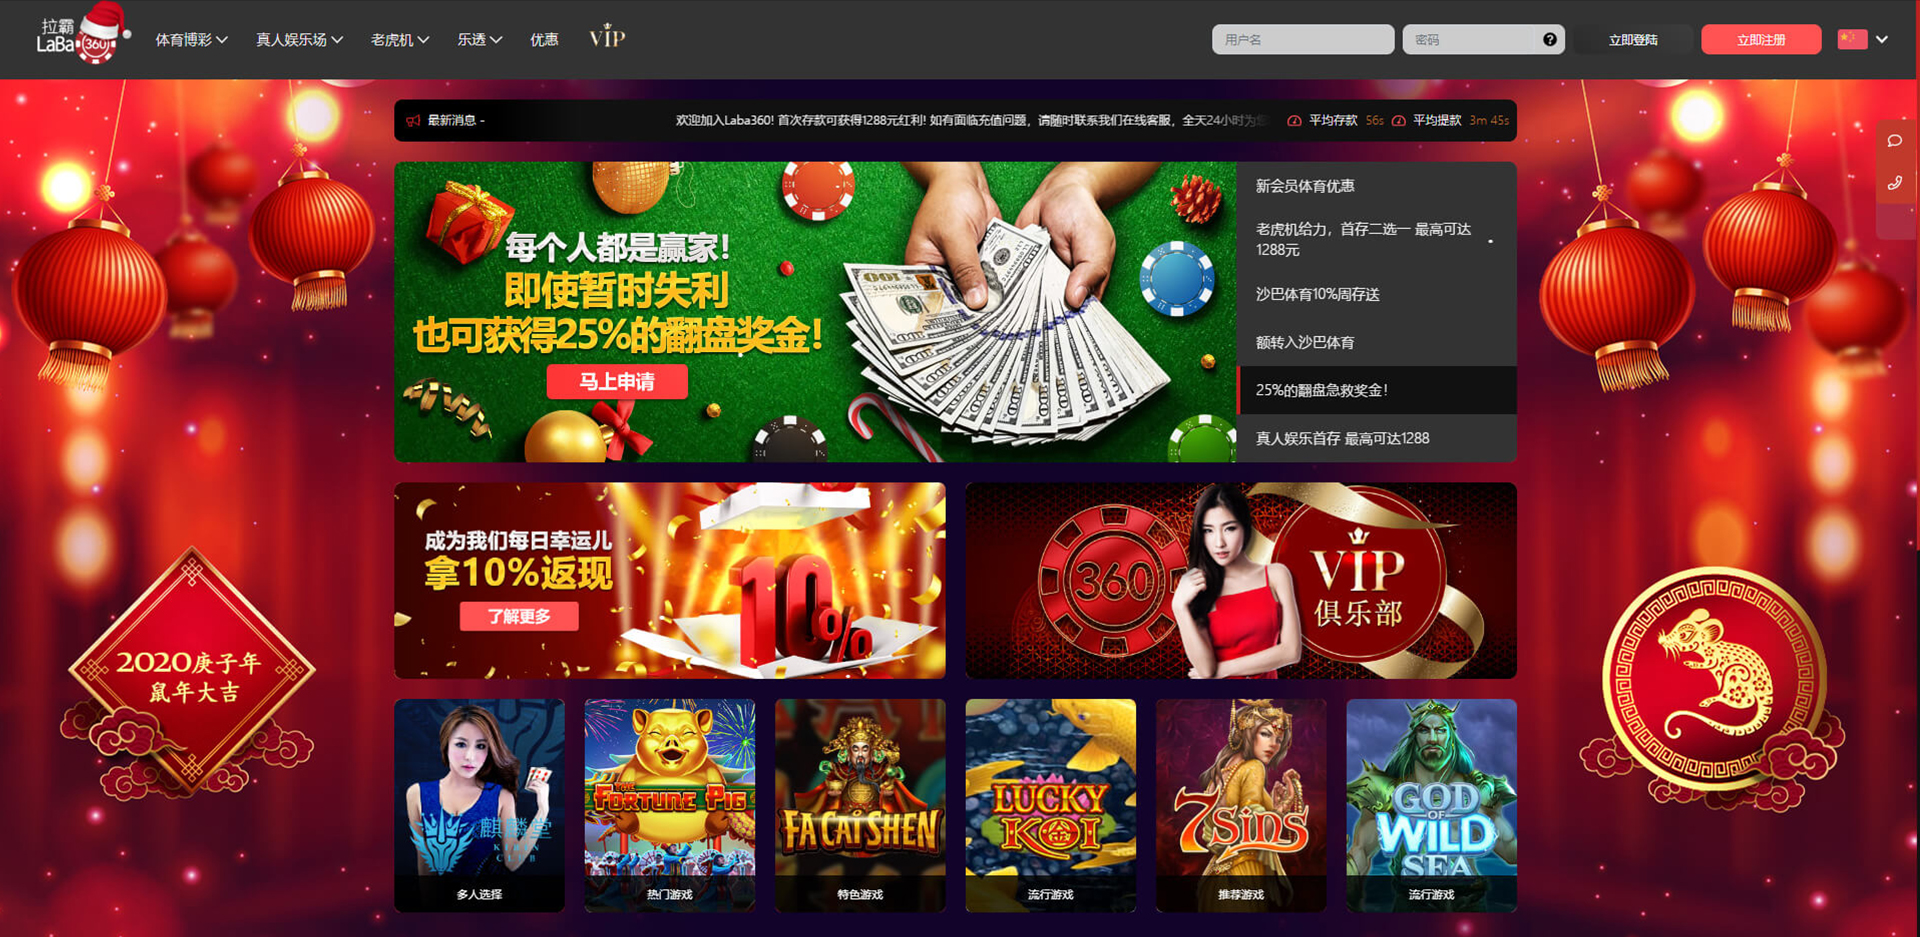 拉霸
LaBa 360
体育博彩
真人娱乐场
老虎机
乐透
优惠
VIP
用户名
密码
?
立即登陆
立即注册
最新消息 -
欢迎加入Laba360! 首次存款可获得1288元红利! 如有面临充值问题，请随时联系我们在线客服，全天24小时为
平均存款 56s
平均提款 3m 45s
每个人都是赢家!
即使暂时失利
也可获得25%的翻盘奖金!
马上申请
新会员体育优惠
老虎机给力，首存二选一 最高可达
1288元
沙巴体育10%周存送
额转入沙巴体育
25%的翻盘急救奖金！
真人娱乐首存 最高可达1288
成为我们每日幸运儿
拿10%返现
了解更多
10%
360
VIP
俱乐部
2020庚子年
鼠年大吉
麒麟堂
KIRIN
CLUB
多人选择
THE
FORTUNE PIG
热门游戏
FA CAI SHEN
特色游戏
LUCKY
KOI
流行游戏
7 SINS
推荐游戏
GOD
OF
WILD
SEA
流行游戏